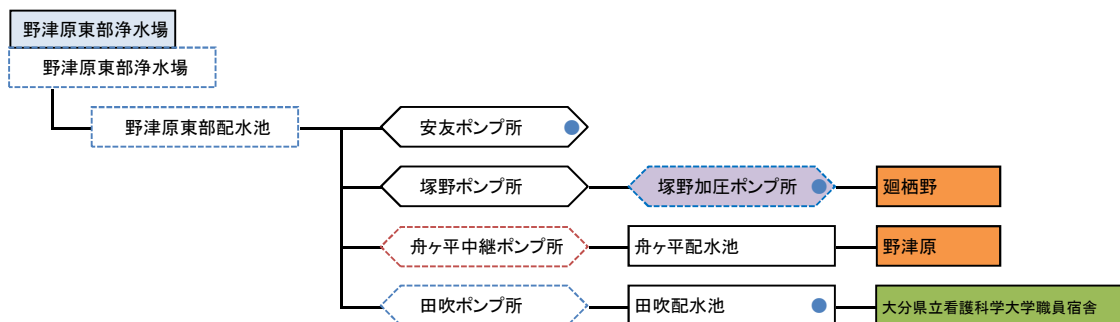 野津原東部浄水場
野津原東部浄水場
野津原東部配水池
安友ポンプ所
塚野ポンプ所
塚野加圧ポンプ所
廻栖野
舟ヶ平中継ポンプ所
舟ヶ平配水池
野津原
田吹ポンプ所
田吹配水池
大分県立看護科学大学職員宿舎